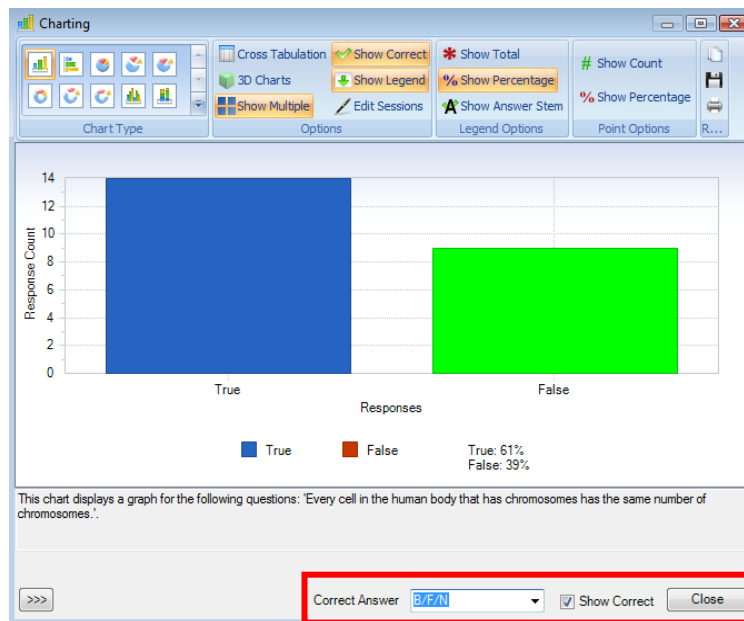 Charting
Cross Tabulation
Show Correct
Show Total
# Show Count
3D Charts
Show Legend
% Show Percentage
% Show Percentage
Show Multiple
Edit Sessions
Show Answer Stem
Chart Type
Options
Legend Options
Point Options
R...
14
12
10
8
6
4
2
0
Response Count
True
False
Responses
True
False
True: 61%
False: 39%
This chart displays a graph for the following questions: 'Every cell in the human body that has chromosomes has the same number of
chromosomes.'.
>>>
Correct Answer
B/F/N
Show Correct
Close